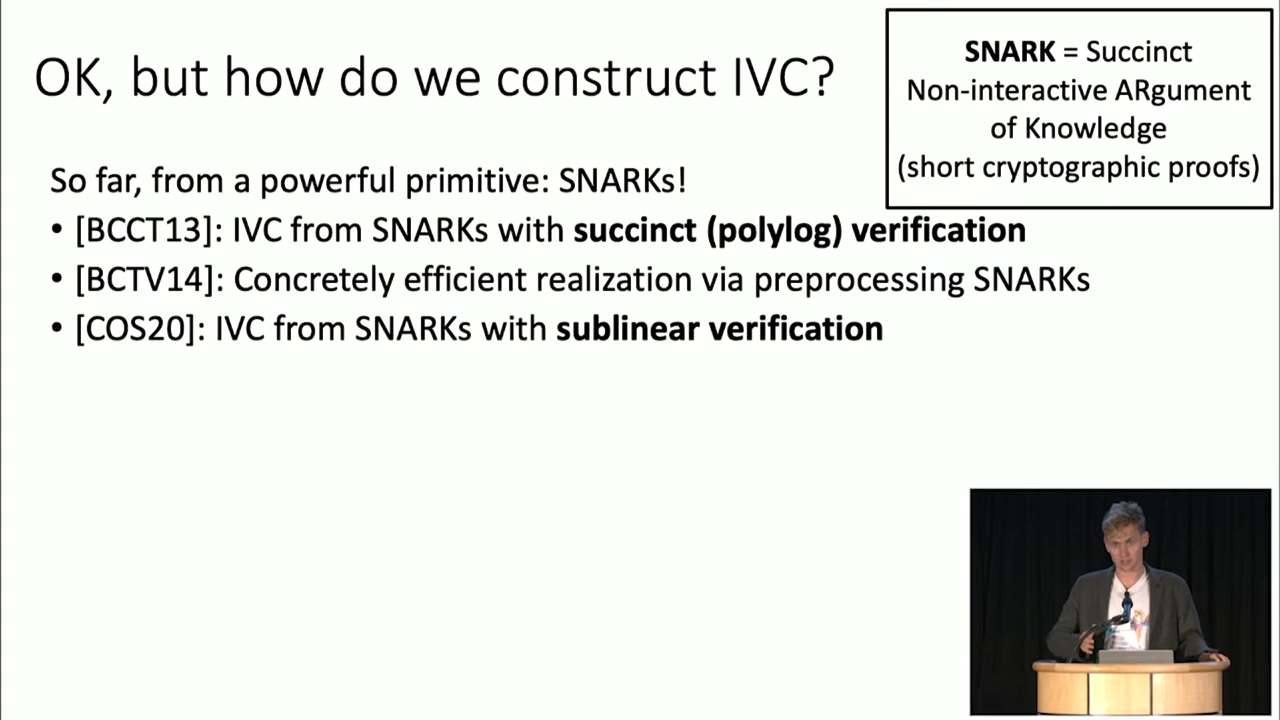 OK, but how do we construct IVC?
SNARK = Succinct
Non-interactive ARgument
of Knowledge
(short cryptographic proofs)
So far, from a powerful primitive: SNARKs!
• [BCCT13]: IVC from SNARKs with succinct (polylog) verification
• [BCTV14]: Concretely efficient realization via preprocessing SNARKs
• [COS20]: IVC from SNARKs with sublinear verification